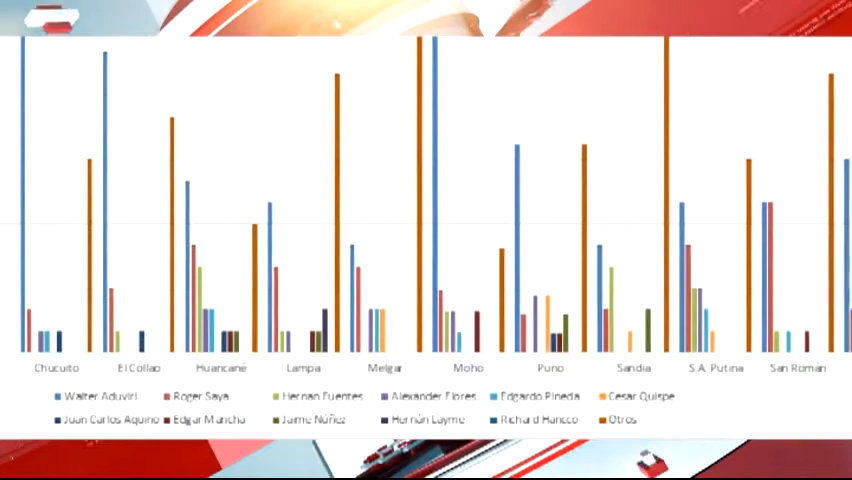 Chucuito El Collao Huancané Lampa Melgar Moho Puno Sandia S.A. Putina San Román
Walter Aduviri Roger Saya Hernan Fuentes Alexander Flores Edgardo Pineda Cesar Quispe
Juan Carlos Aquino Edgar Mancha Jaime Núñez Hernán Layme Richard Hancco Otros